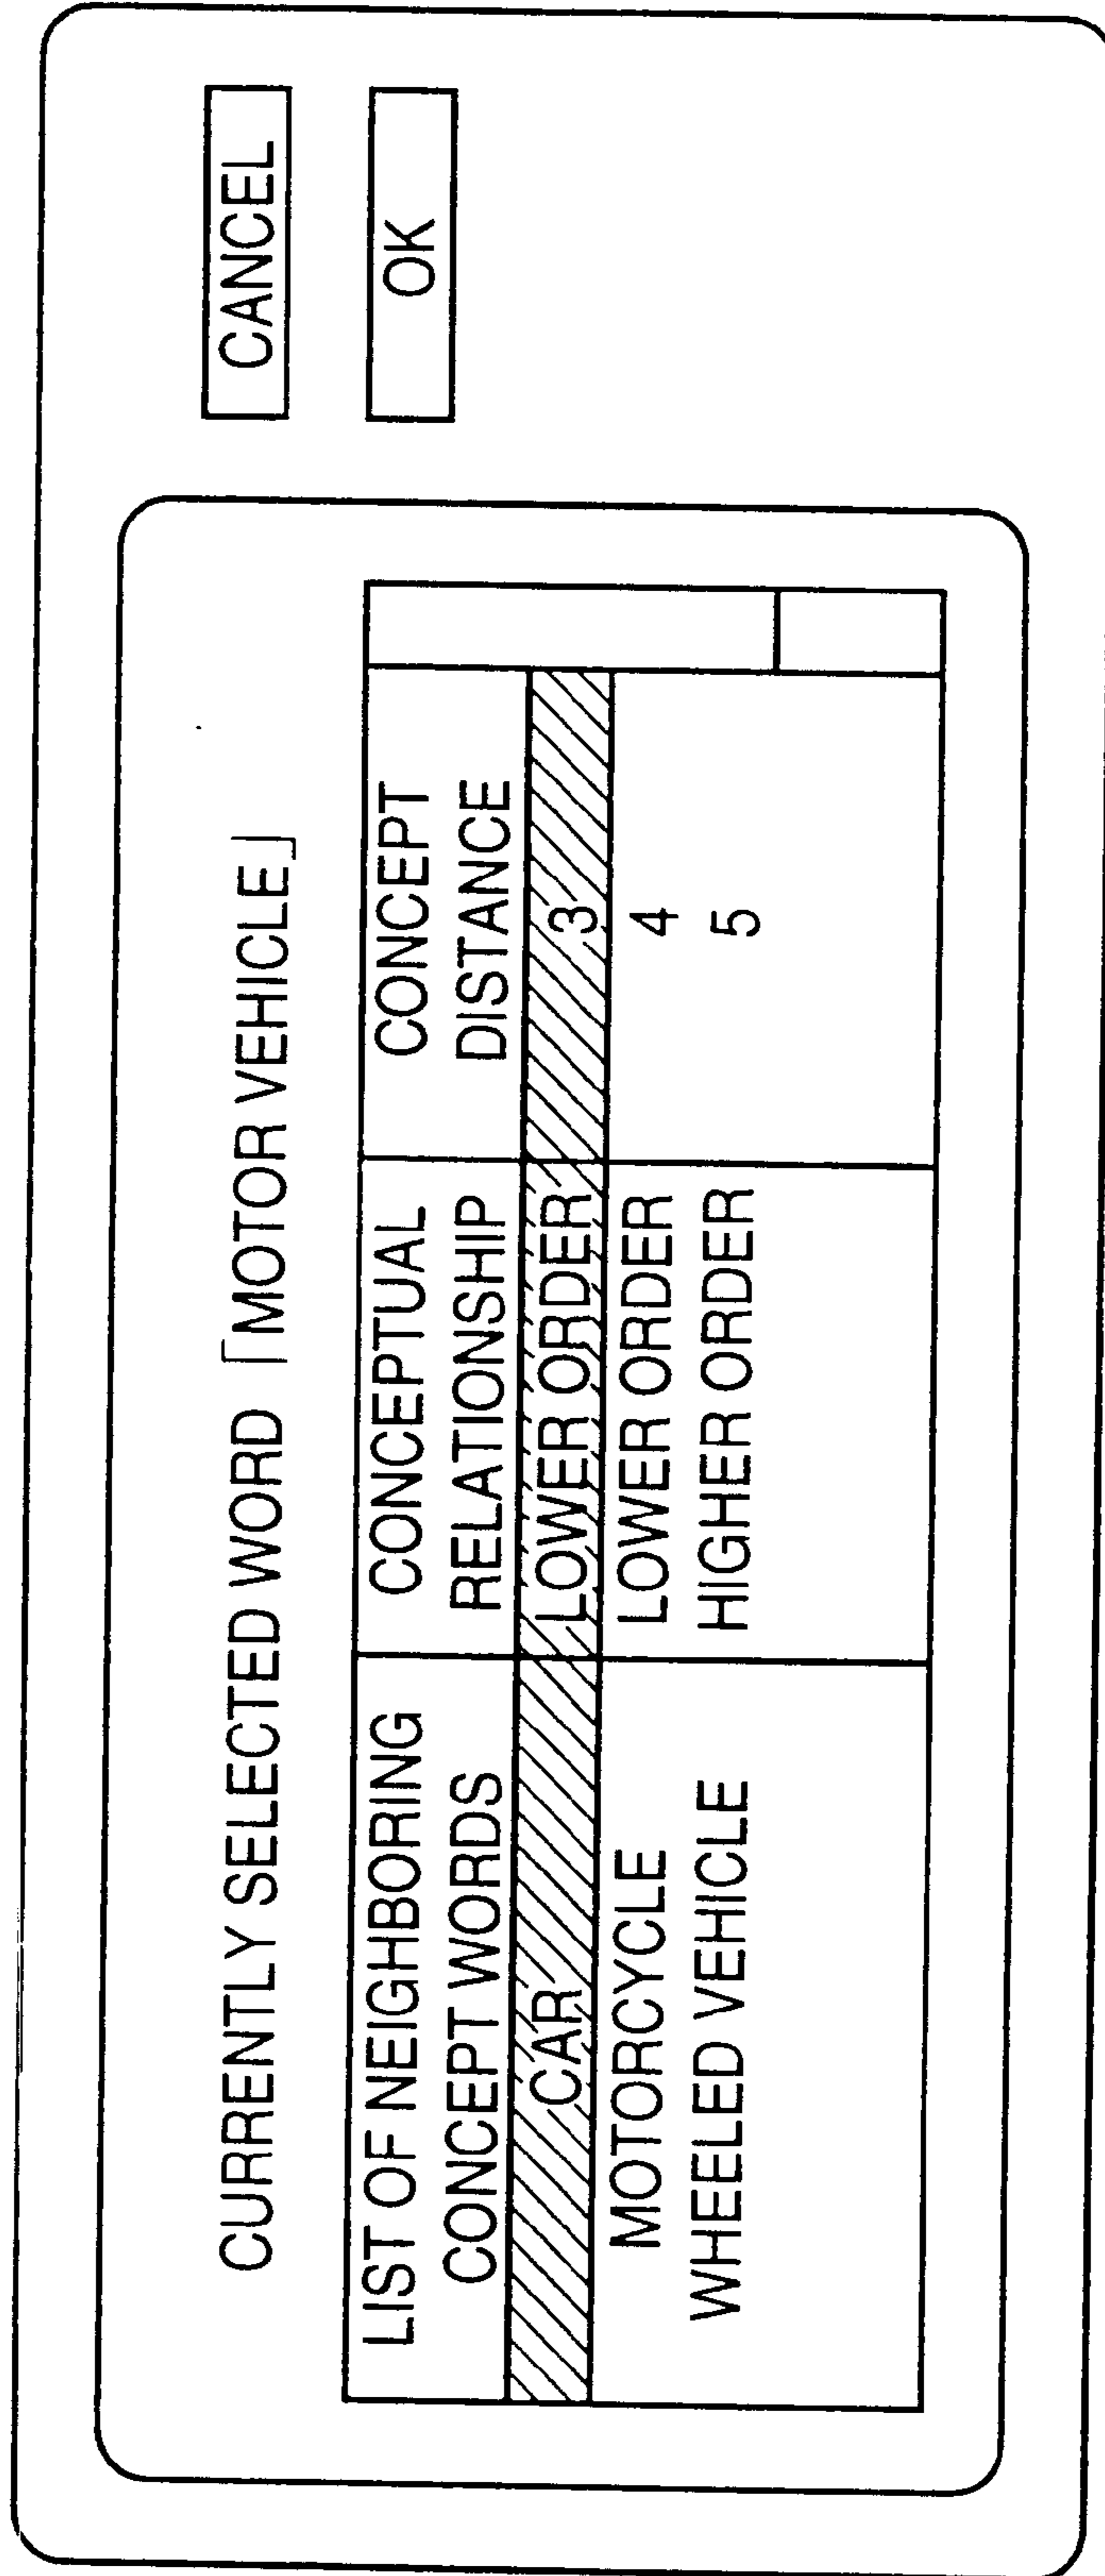 CURRENTLY SELECTED WORD 「MOTOR VEHICLE」
CANCEL
OK
LIST OF NEIGHBORING CONCEPT WORDS
CONCEPTUAL RELATIONSHIP
CONCEPT DISTANCE
CAR LOWER ORDER 3
MOTORCYCLE LOWER ORDER 4
WHEELED VEHICLE HIGHER ORDER 5